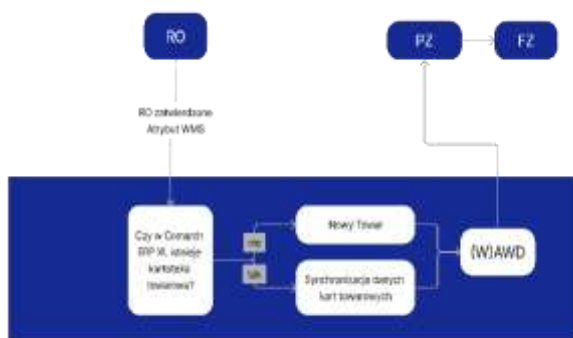 RO
PZ
FZ
RO zatwierdzone
Atrybut WMS
Czy w Comarch
ERP XL istnieje
kartoteka
towarowa?
nie
tak
Nowy Towar
Synchronizacja danych
kart towarowych
(W)AWD